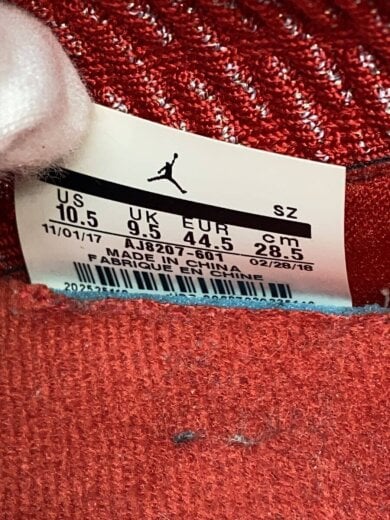 SZ
US UK EUR cm
10.5 9.5 44.5 28.5
11/01/17 AJ8207-601 02/28/18
MADE IN CHINA
FABRIQUE EN CHINE